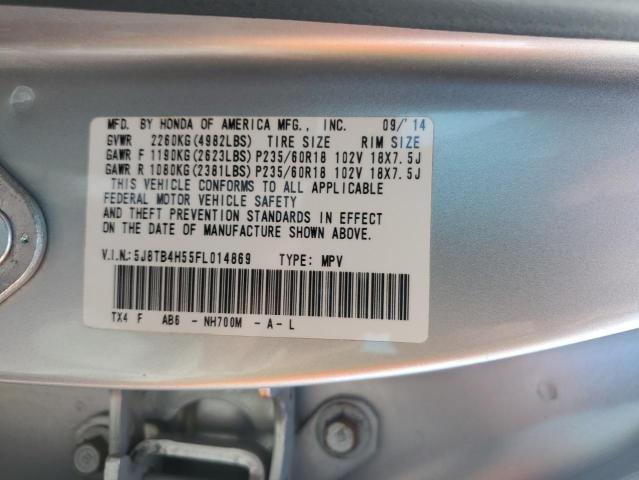 MFD. BY HONDA OF AMERICA MFG., INC. 09/'14
GVWR 2260KG(4982LBS) TIRE SIZE RIM SIZE
GAWR F 1190KG(2623LBS) P235/60R18 102V 18X7.5J
GAWR R 1080KG(2381LBS) P235/60R18 102V 18X7.5J
THIS VEHICLE CONFORMS TO ALL APPLICABLE
FEDERAL MOTOR VEHICLE SAFETY
AND THEFT PREVENTION STANDARDS IN EFFECT
ON THE DATE OF MANUFACTURE SHOWN ABOVE.
V.I.N.:5J8TB4H55FL014869 TYPE: MPV
TX4 F AB6 - NH700M - A-L